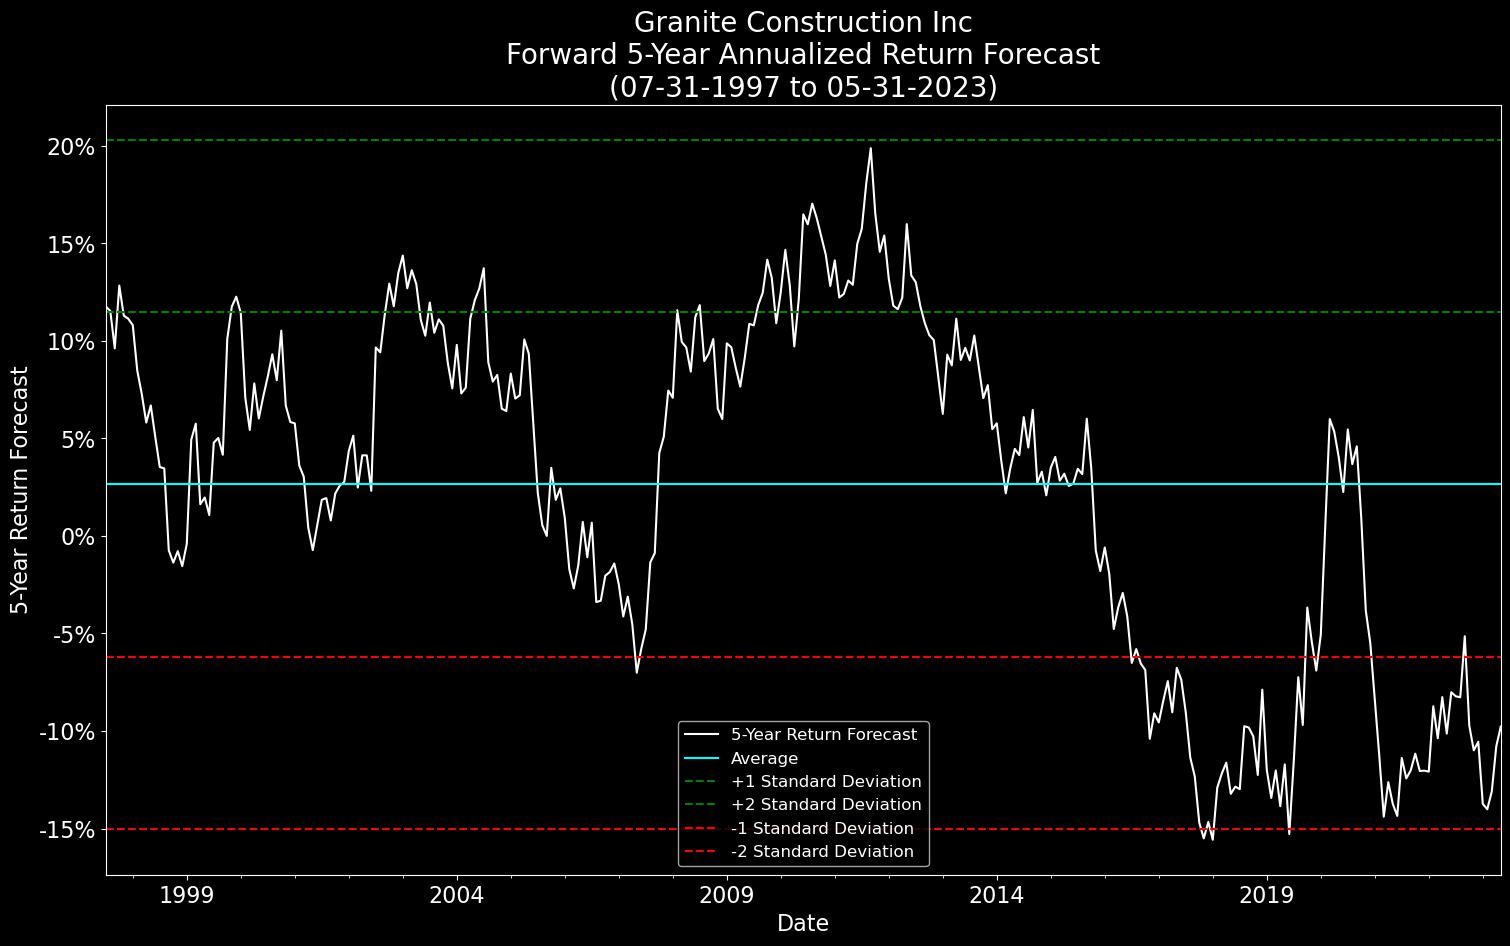 Granite Construction Inc
Forward 5-Year Annualized Return Forecast
(07-31-1997 to 05-31-2023)
5-Year Return Forecast
20%
15%
10%
5%
0%
-5%
-10%
-15%
5-Year Return Forecast
Average
+1 Standard Deviation
+2 Standard Deviation
-1 Standard Deviation
-2 Standard Deviation
1999 2004 2009 2014 2019
Date